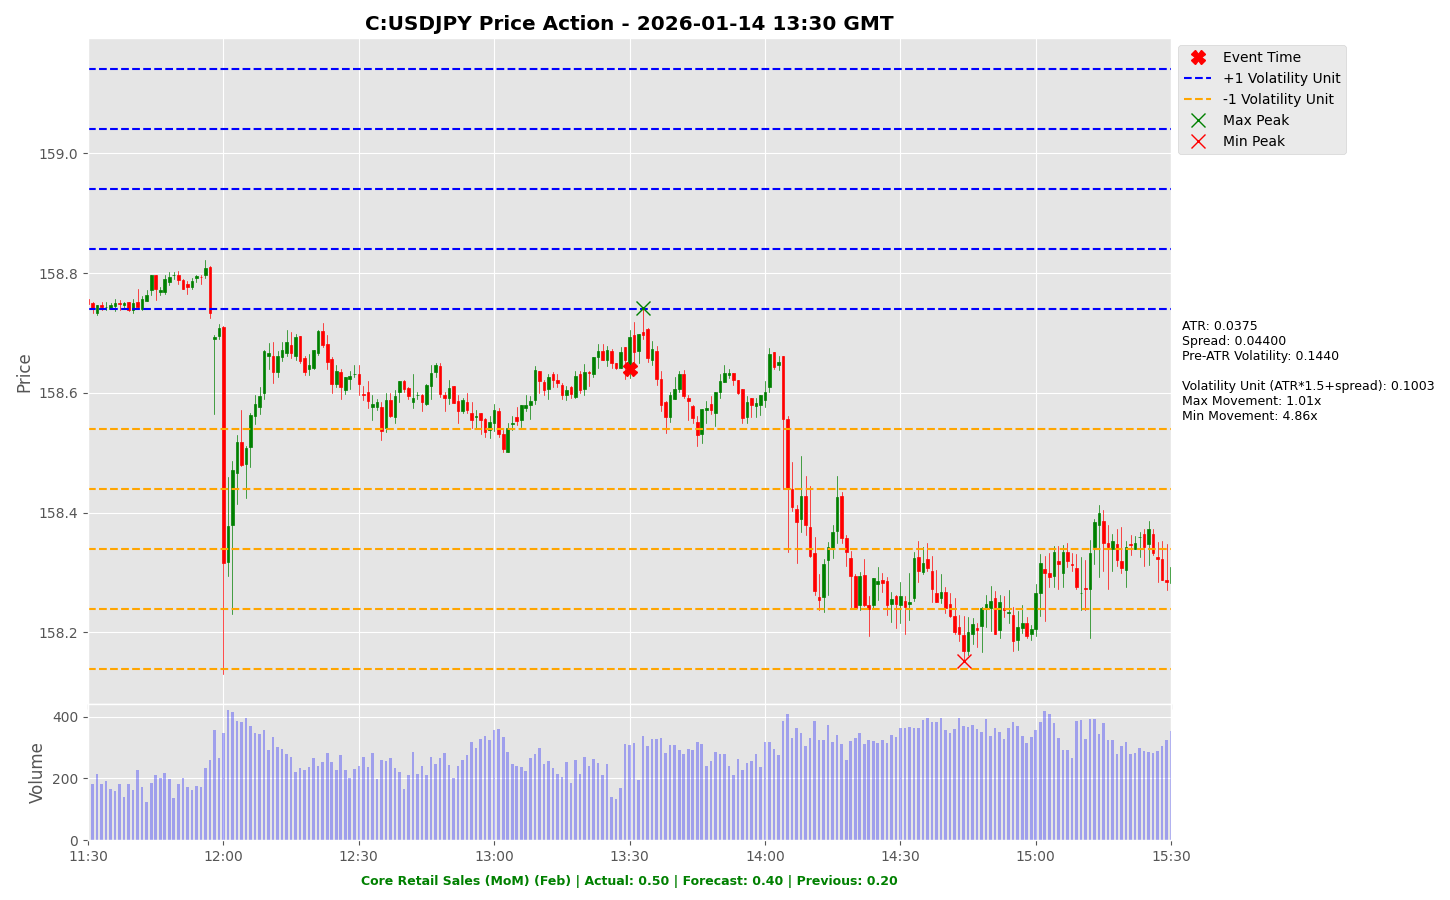 C:USDJPY Price Action - 2026-01-14 13:30 GMT
Event Time
+1 Volatility Unit
-1 Volatility Unit
Max Peak
Min Peak
Price
159.0
158.8
158.6
158.4
158.2
ATR: 0.0375
Spread: 0.04400
Pre-ATR Volatility: 0.1440
Volatility Unit (ATR*1.5+spread): 0.1003
Max Movement: 1.01x
Min Movement: 4.86x
Volume
400
200
0
11:30 12:00 12:30 13:00 13:30 14:00 14:30 15:00 15:30
Core Retail Sales (MoM) (Feb) | Actual: 0.50 | Forecast: 0.40 | Previous: 0.20